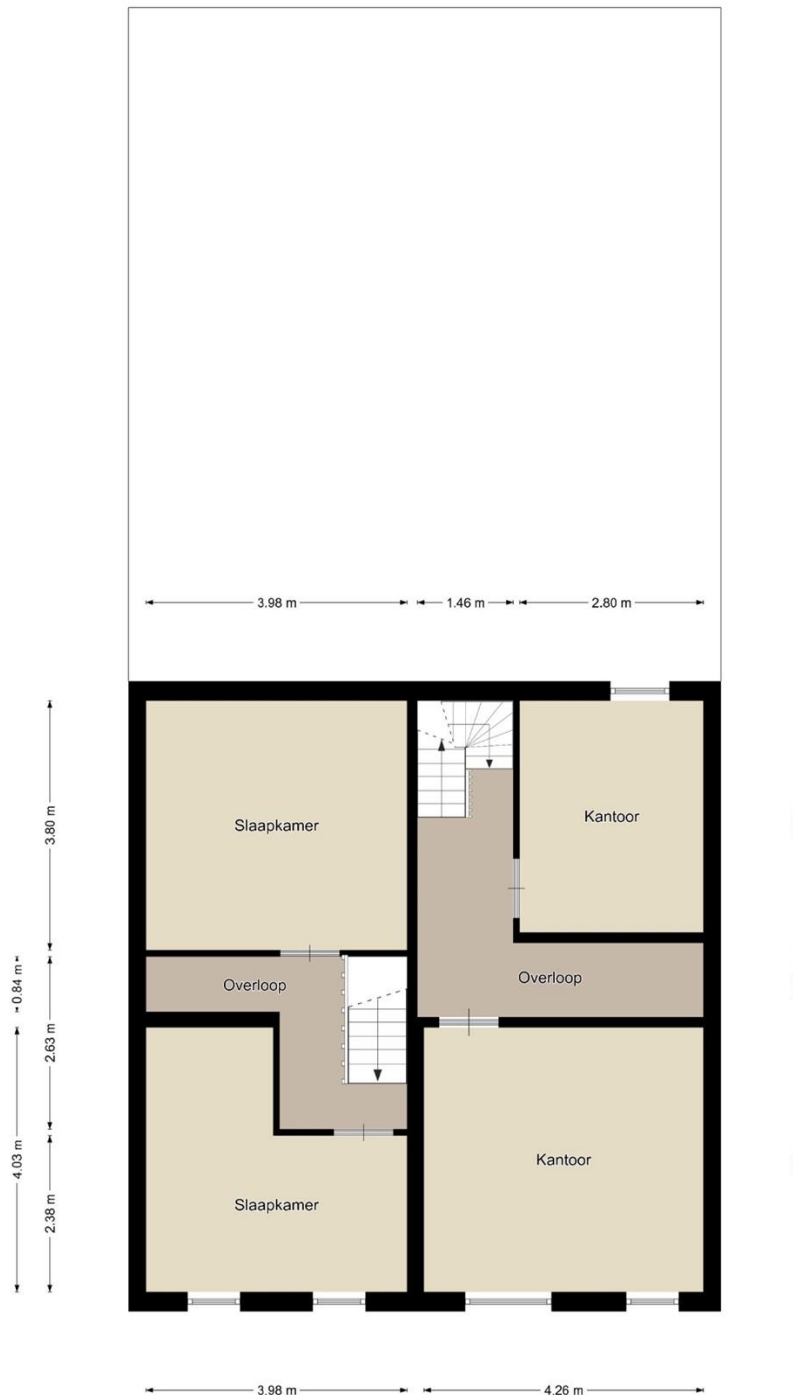 3.98 m
1.46 m
2.80 m
3.80 m
Slaapkamer
Kantoor
0.84 m
Overloop
Overloop
2.63 m
4.03 m
Kantoor
2.38 m
Slaapkamer
3.98 m
4.26 m